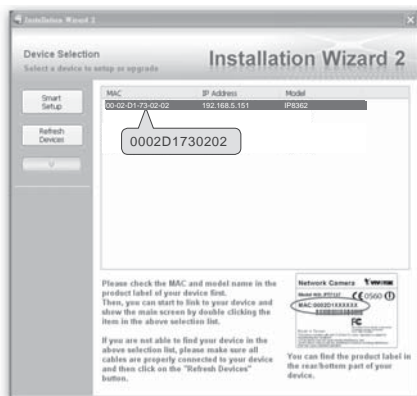 Installation Wizard 2
Device Selection
Select a device to setup or upgrade
Installation Wizard 2
Smart
Setup
Refresh
Devices
MAC IP Address Model
00-02-D1-73-02-02 192.168.5.151 IP8362
0002D1730202
Please check the MAC and model name in the
product label of your device first.
Then, you can start to link to your device and
show the main screen by double clicking the
item in the above selection list.
If you are not able to find your device in the
above selection list, please make sure all
cables are properly connected to your device
and then click on the "Refresh Devices"
button.
Network Camera VIVOTEK
MAC:0002D1XXXXXX
0560
FC
You can find the product label in
the rear/bottom part of your
device.